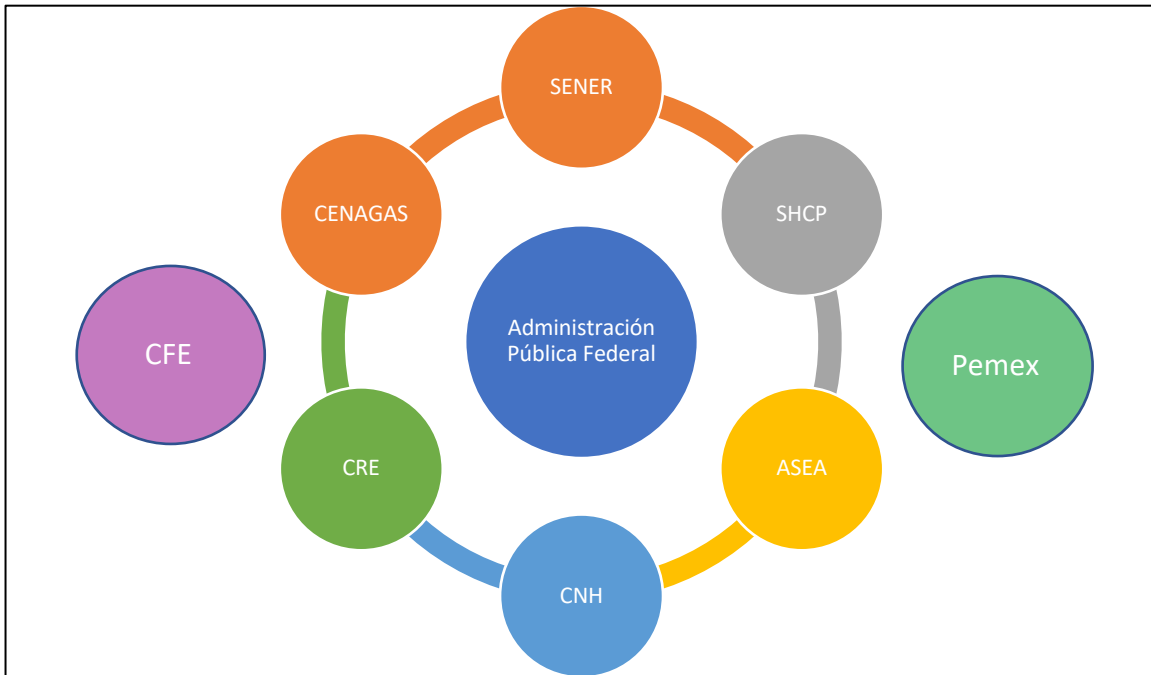 SENER
CENAGAS
SHCP
CFE
Administración
Pública Federal
Pemex
CRE
ASEA
CNH